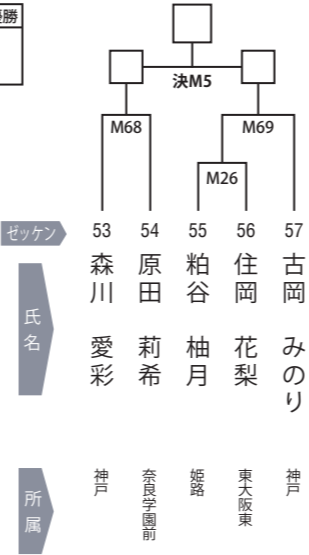 勝
決M5
M68
M69
M26
ゼッケン
53
54
55
56
57
氏名
森川 愛彩
原田 莉希
粕谷 柚月
住岡 花梨
古岡 みのり
所属
神戸
奈良学園前
姫路
東大阪東
神戸